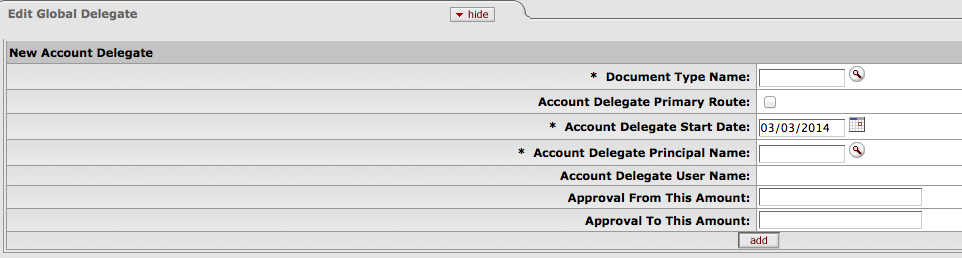 Edit Global Delegate
hide
New Account Delegate
* Document Type Name:
Account Delegate Primary Route:
* Account Delegate Start Date: 03/03/2014
* Account Delegate Principal Name:
Account Delegate User Name:
Approval From This Amount:
Approval To This Amount:
add